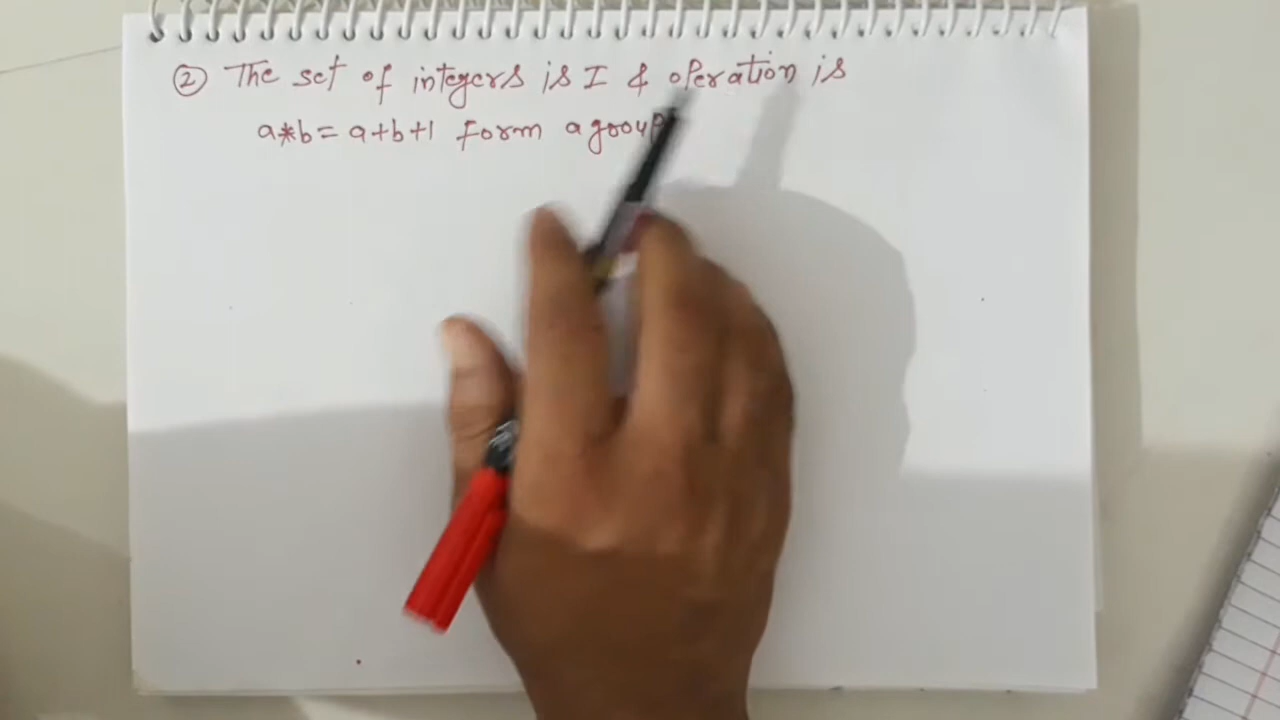 ② The set of integers is I & operation is
a*b = a+b+1 form a group